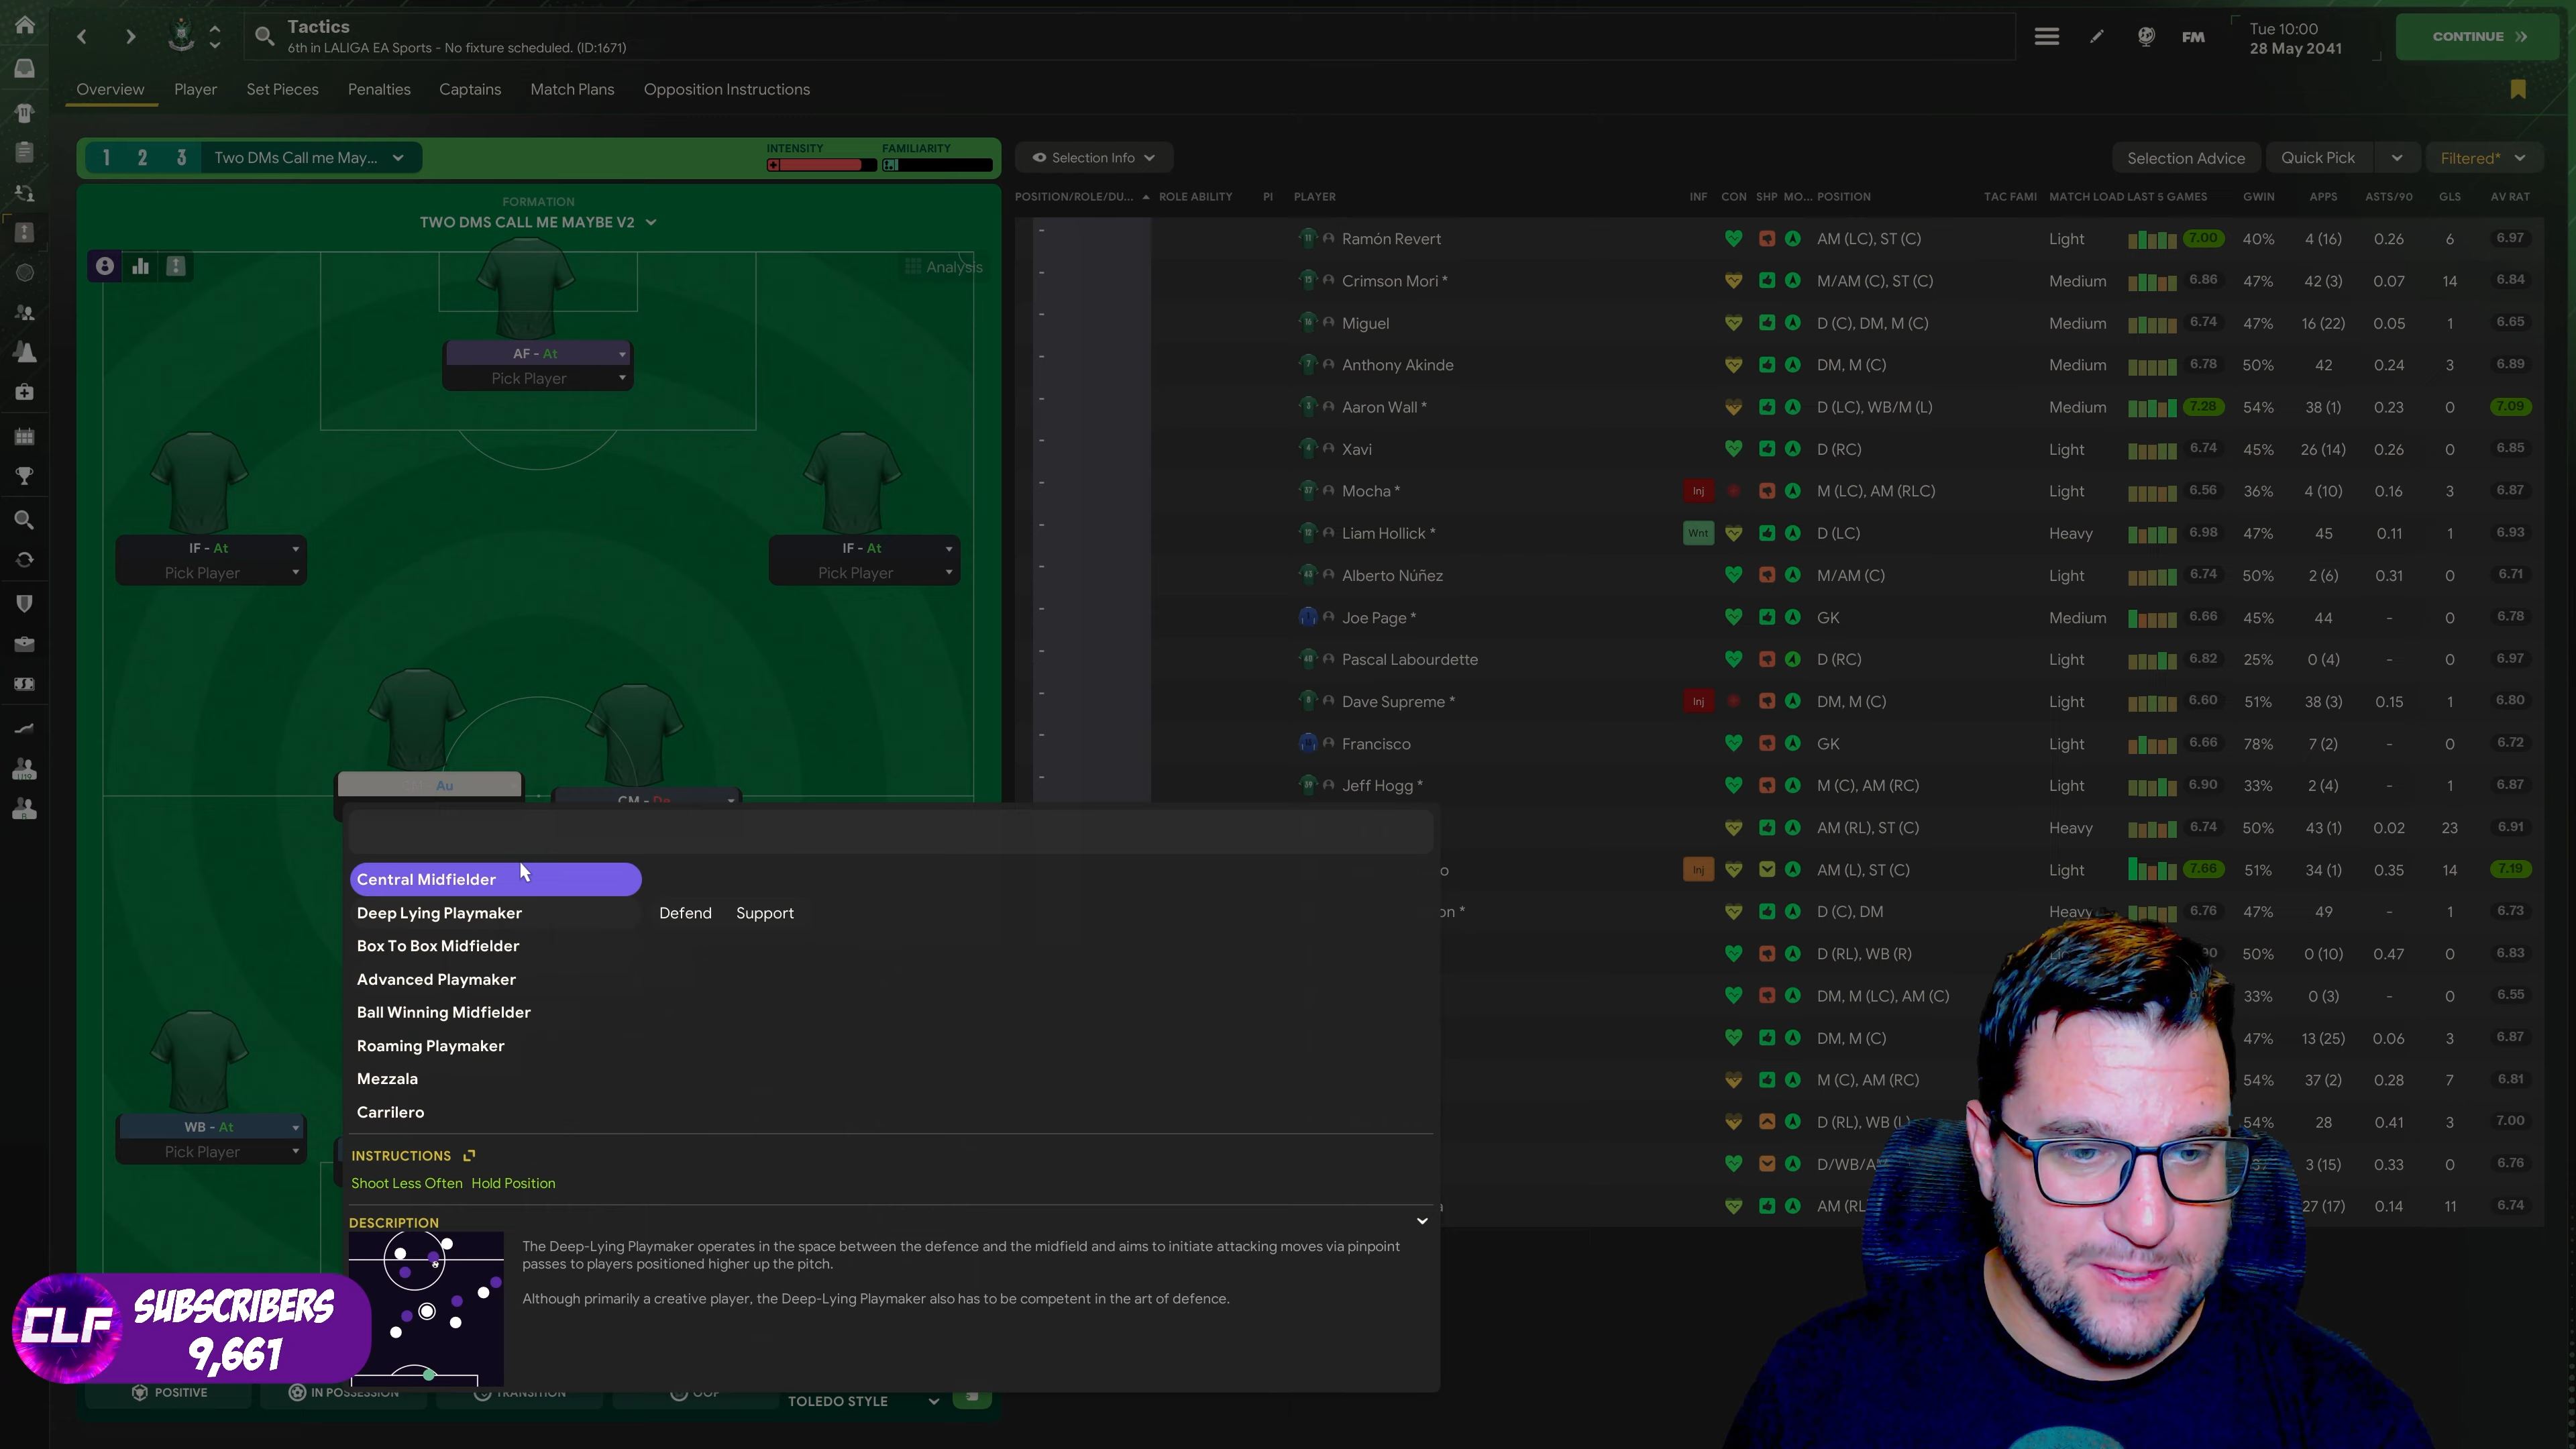 Tactics
6th in LALIGA EA Sports - No fixture scheduled. (ID:1671)
FM
Tue 10:00
28 May 2041
CONTINUE
Overview Player Set Pieces Penalties Captains Match Plans Opposition Instructions
1 2 3 Two DMs Call me May...
INTENSITY FAMILIARITY
Selection Info
Selection Advice Quick Pick Filtered*
FORMATION
TWO DMS CALL ME MAYBE V2
Analysis
AF - At
Pick Player
IF - At
Pick Player
IF - At
Pick Player
Au
CM - De
WB - At
Pick Player
POSITION/ROLE/DU... ROLE ABILITY PI PLAYER INF CON SHP MO... POSITION TAC FAMI MATCH LOAD LAST 5 GAMES GWIN APPS ASTS/90 GLS AV RAT
- 11 Ramón Revert AM (LC), ST (C) Light 7.00 40% 4 (16) 0.26 6 6.97
- Crimson Mori * M/AM (C), ST (C) Medium 6.86 47% 42 (3) 0.07 14 6.84
- 16 Miguel D (C), DM, M (C) Medium 6.74 47% 16 (22) 0.05 1 6.65
- 7 Anthony Akinde DM, M (C) Medium 6.78 50% 42 0.24 3 6.89
- 3 Aaron Wall * D (LC), WB/M (L) Medium 7.28 54% 38 (1) 0.23 0 7.09
- 4 Xavi D (RC) Light 6.74 45% 26 (14) 0.26 0 6.85
- 37 Mocha * Inj M (LC), AM (RLC) Light 6.56 36% 4 (10) 0.16 3 6.87
- 12 Liam Hollick * Wnt D (LC) Heavy 6.98 47% 45 0.11 1 6.93
- Alberto Núñez M/AM (C) Light 6.74 50% 2 (6) 0.31 0 6.71
- Joe Page * GK Medium 6.66 45% 44 - 0 6.78
- 40 Pascal Labourdette D (RC) Light 6.82 25% 0 (4) - 0 6.97
- 8 Dave Supreme * Inj DM, M (C) Light 6.60 51% 38 (3) 0.15 1 6.80
- Francisco GK Light 6.66 78% 7 (2) - 0 6.72
- 39 Jeff Hogg * M (C), AM (RC) Light 6.90 33% 2 (4) - 1 6.87
AM (RL), ST (C) Heavy 6.74 50% 43 (1) 0.02 23 6.91
o Inj AM (L), ST (C) Light 7.66 51% 34 (1) 0.35 14 7.19
on * D (C), DM Heavy 6.76 47% 49 - 1 6.73
D (RL), WB (R) 50% 0 (10) 0.47 0 6.83
DM, M (LC), AM (C) 33% 0 (3) - 0 6.55
DM, M (C) 47% 13 (25) 0.06 3 6.87
M (C), AM (RC) 54% 37 (2) 0.28 7 6.81
D (RL), WB (L) 54% 28 0.41 3 7.00
D/WB/A 3 (15) 0.33 0 6.76
AM (RL 27 (17) 0.14 11 6.74
Central Midfielder
Deep Lying Playmaker Defend Support
Box To Box Midfielder
Advanced Playmaker
Ball Winning Midfielder
Roaming Playmaker
Mezzala
Carrilero
INSTRUCTIONS
Shoot Less Often Hold Position
DESCRIPTION
The Deep-Lying Playmaker operates in the space between the defence and the midfield and aims to initiate attacking moves via pinpoint
passes to players positioned higher up the pitch.
Although primarily a creative player, the Deep-Lying Playmaker also has to be competent in the art of defence.
CLF SUBSCRIBERS
9,661
POSITIVE IN POSSESSION TRANSITION OOP TOLEDO STYLE
U19
R